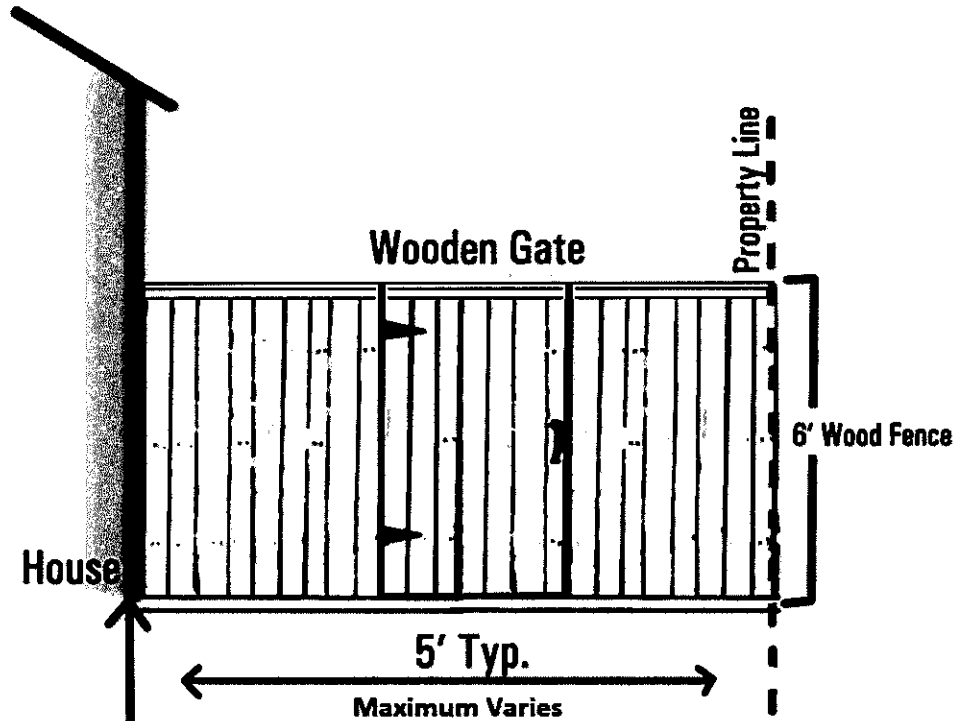 Property Line
Wooden Gate
6' Wood Fence
House
5' Typ.
Maximum Varies